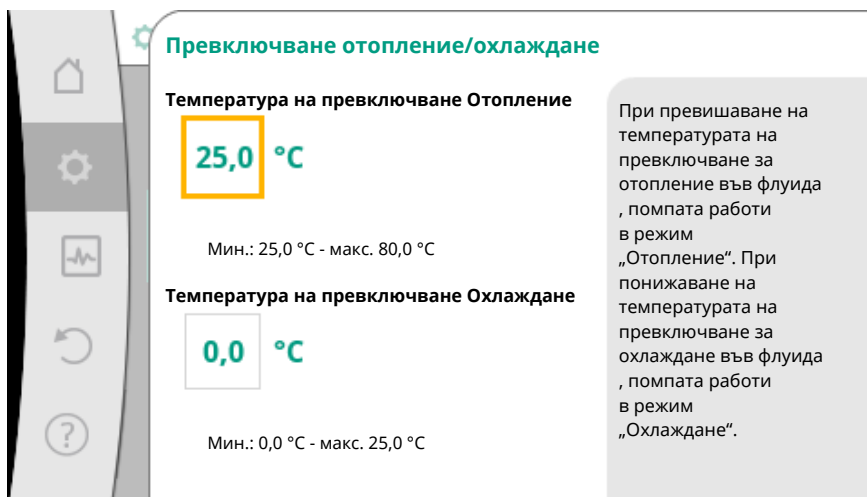 Превключване отопление/охлаждане
Температура на превключване Отопление
25,0 °C
Мин.: 25,0 °C - макс. 80,0 °C
Температура на превключване Охлаждане
0,0 °C
Мин.: 0,0 °C - макс. 25,0 °C
При превишаване на
температурата на
превключване за
отопление във флуида
, помпата работи
в режим
„Отопление“. При
понижаване на
температурата на
превключване за
охлаждане във флуида
, помпата работи
в режим
„Охлаждане“.
?